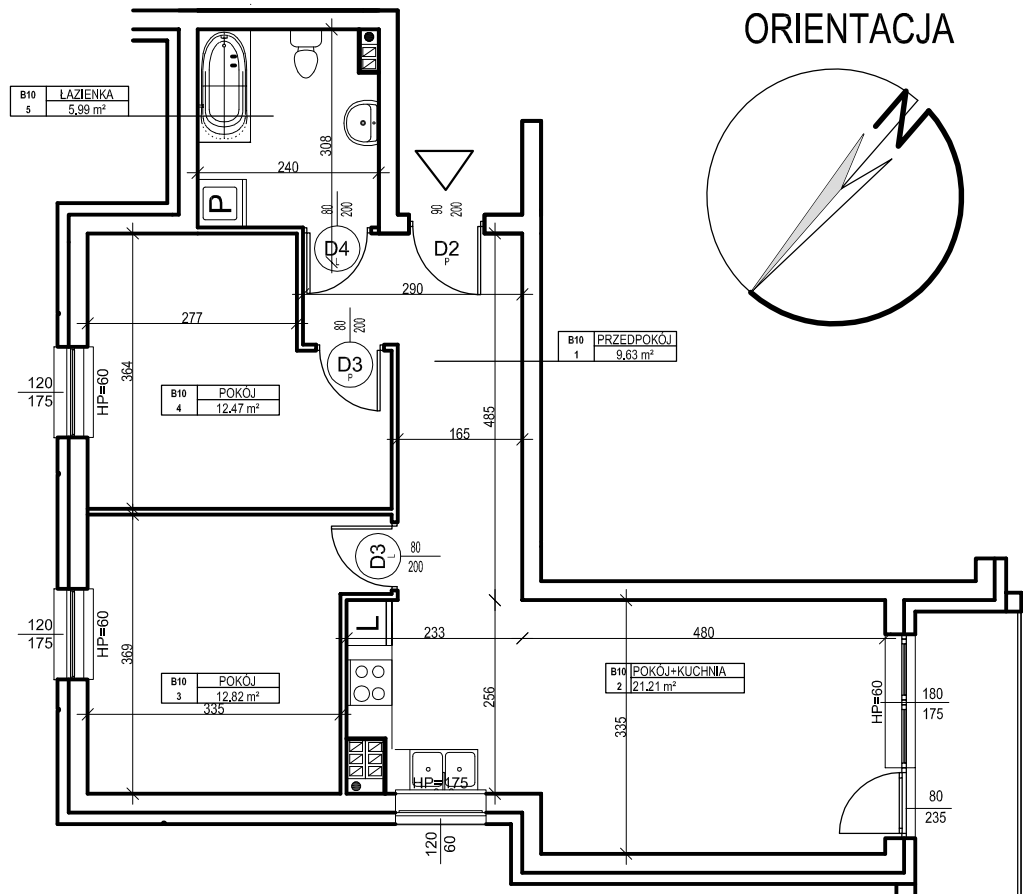 ORIENTACJA
N
B10 ŁAZIENKA
5 5,99 m²
308
240
P
80
200
90
200
D4
L
D2
P
290
277
80
200
D3
P
B10 PRZEDPOKÓJ
1 9.63 m²
120
175
HP=60
364
B10 POKÓJ
4 12.47 m²
485
165
D3
L
80
200
120
175
HP=60
369
L
233
480
B10 POKÓJ+KUCHNIA
2 21.21 m²
B10 POKÓJ
3 12.82 m²
335
256
335
HP=60
180
175
HP=175
80
235
120
60